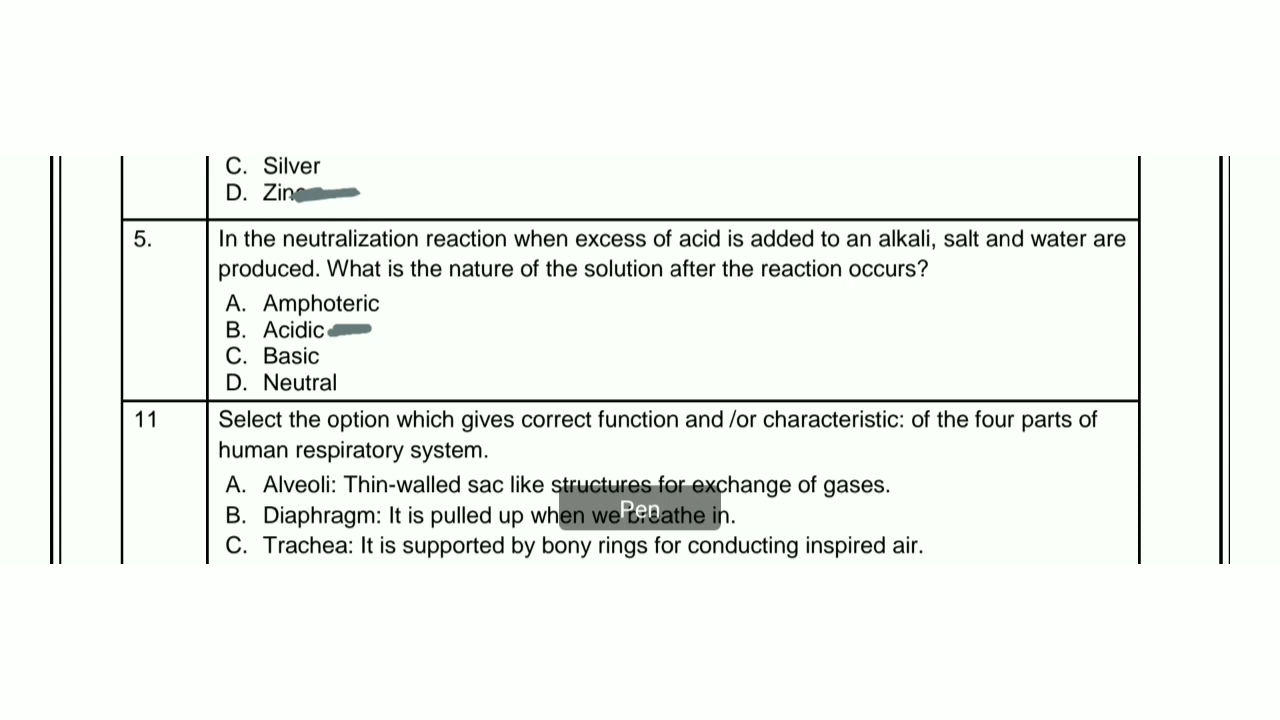 C. Silver
D. Zinc
5.
In the neutralization reaction when excess of acid is added to an alkali, salt and water are
produced. What is the nature of the solution after the reaction occurs?
A. Amphoteric
B. Acidic
C. Basic
D. Neutral
11
Select the option which gives correct function and /or characteristic: of the four parts of
human respiratory system.
A. Alveoli: Thin-walled sac like structures for exchange of gases.
B. Diaphragm: It is pulled up when we breathe in.
Pen
C. Trachea: It is supported by bony rings for conducting inspired air.